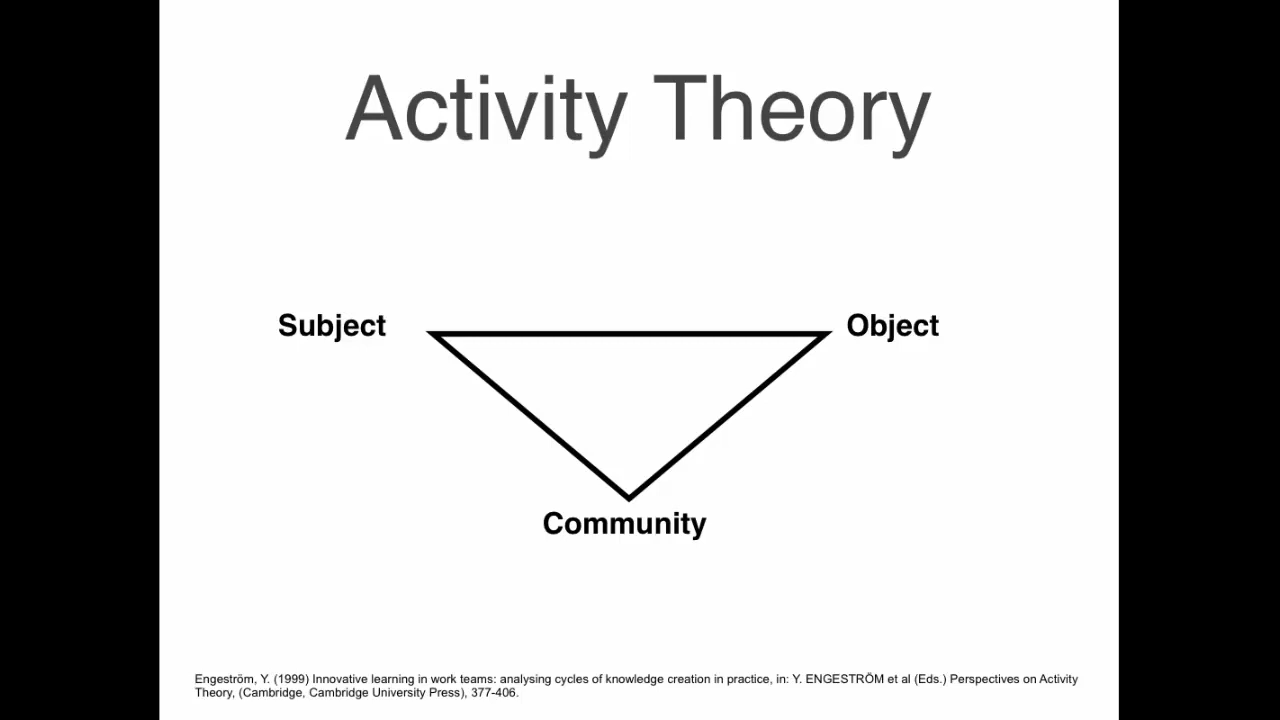 Activity Theory
Subject
Object
Community
Engeström, Y. (1999) Innovative learning in work teams: analysing cycles of knowledge creation in practice, in: Y. ENGESTRÖM et al (Eds.) Perspectives on Activity
Theory, (Cambridge, Cambridge University Press), 377-406.